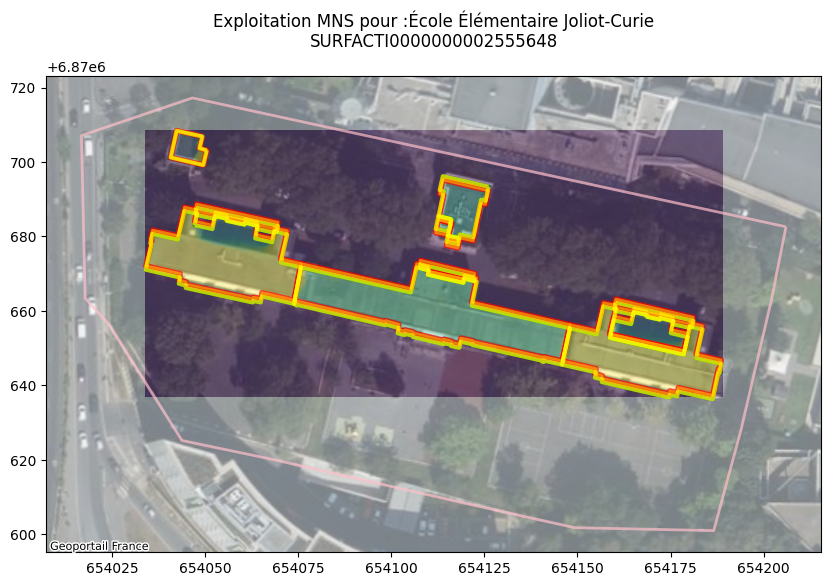 Exploitation MNS pour :École Élémentaire Joliot-Curie
SURFACTI0000000002555648
+6.87e6
720
700
680
660
640
620
600
Geoportail France
654025 654050 654075 654100 654125 654150 654175 654200